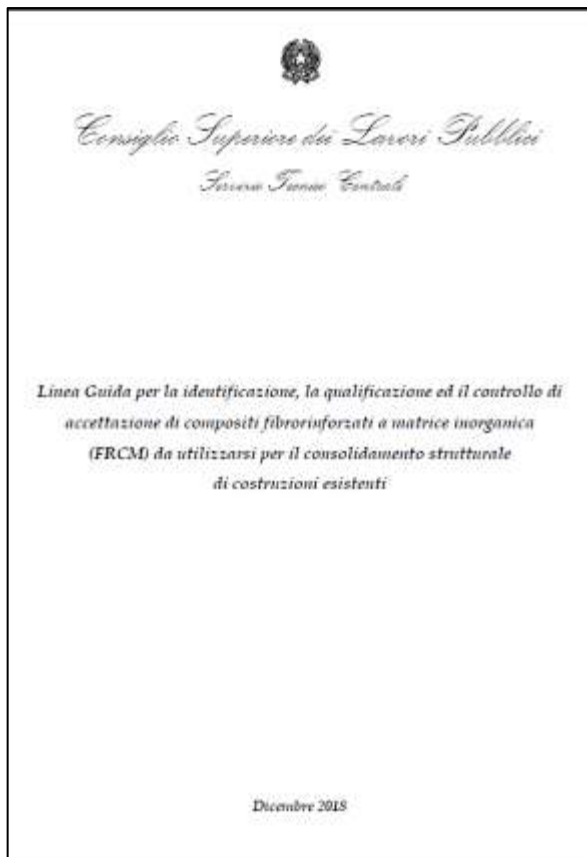 Consiglio Superiore dei Lavori Pubblici
Servizio Tecnico Centrale
Linea Guida per la identificazione, la qualificazione ed il controllo di
accettazione di compositi fibrorinforzati a matrice inorganica
(FRCM) da utilizzarsi per il consolidamento strutturale
di costruzioni esistenti
Dicembre 2018